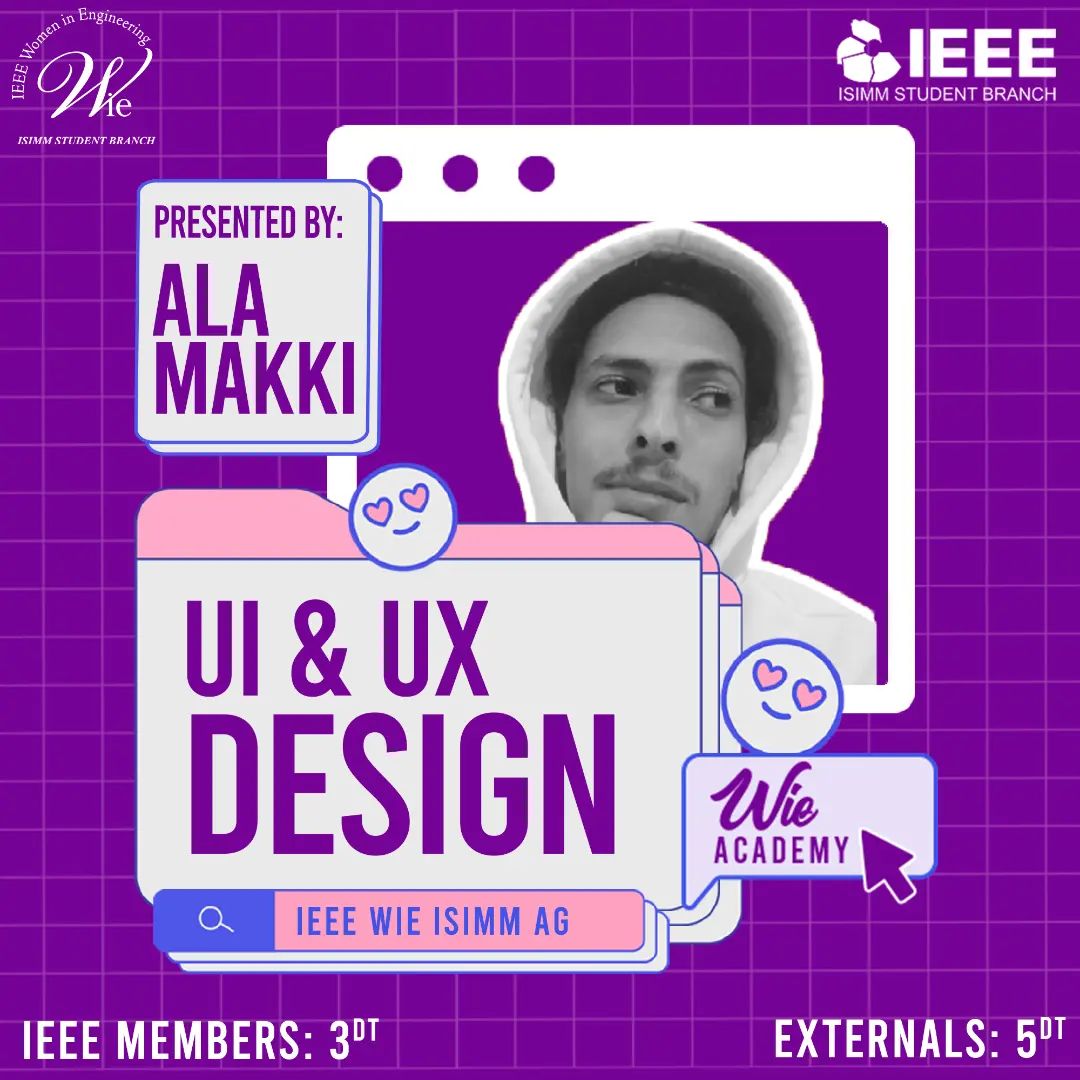 IEEE Women in Engineering
Wie
ISIMM STUDENT BRANCH
IEEE
ISIMM STUDENT BRANCH
PRESENTED BY:
ALA
MAKKI
UI & UX
DESIGN
Wie
ACADEMY
IEEE WIE ISIMM AG
IEEE MEMBERS: 3DT
EXTERNALS: 5DT